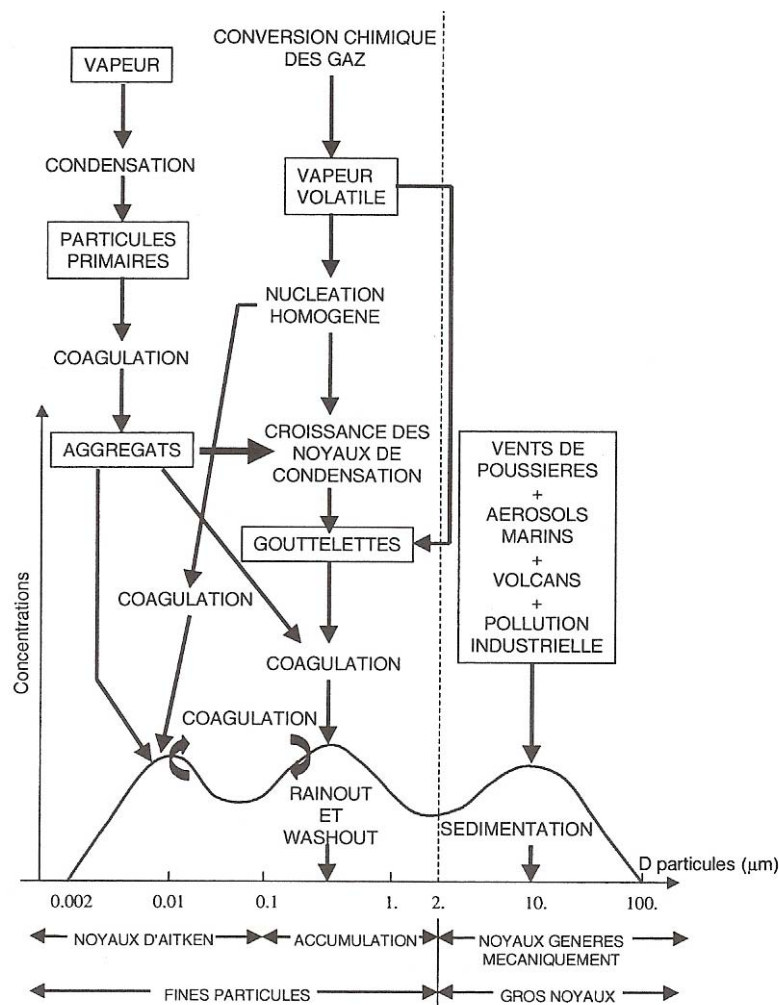 CONVERSION CHIMIQUE
DES GAZ
VAPEUR
CONDENSATION
VAPEUR
VOLATILE
PARTICULES
PRIMAIRES
NUCLEATION
HOMOGENE
COAGULATION
AGGREGATS
CROISSANCE DES
NOYAUX DE
CONDENSATION
VENTS DE
POUSSIERES
+
AEROSOLS
MARINS
+
VOLCANS
+
POLLUTION
INDUSTRIELLE
GOUTTELETTES
COAGULATION
COAGULATION
Concentrations
COAGULATION
RAINOUT
ET
WASHOUT
SEDIMENTATION
D particules (µm)
0.002 0.01 0.1 1. 2. 10. 100.
NOYAUX D'AITKEN
ACCUMULATION
NOYAUX GENERES
MECANIQUEMENT
FINES PARTICULES
GROS NOYAUX